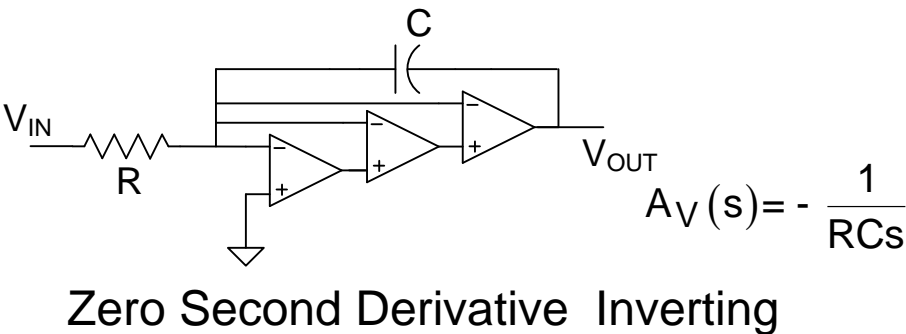 C
V_IN
R
V_OUT
A_V(s) = - 1/RCs
Zero Second Derivative Inverting